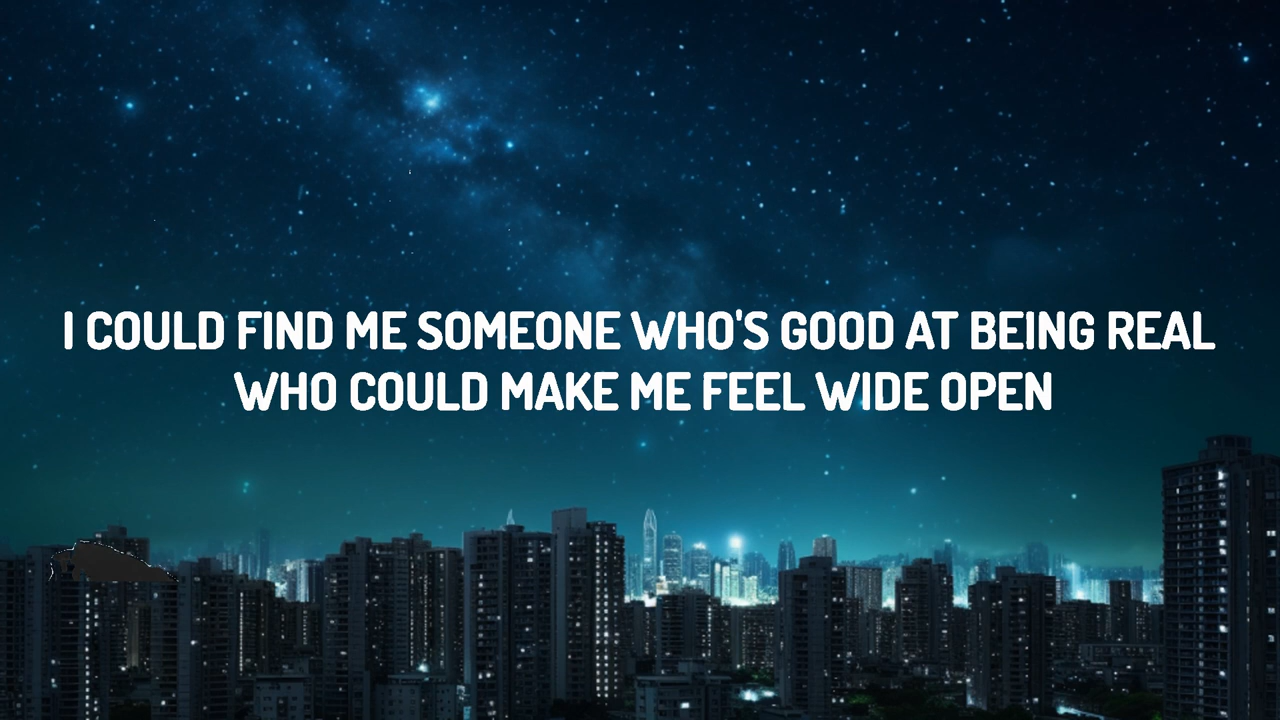 I COULD FIND ME SOMEONE WHO'S GOOD AT BEING REAL
WHO COULD MAKE ME FEEL WIDE OPEN